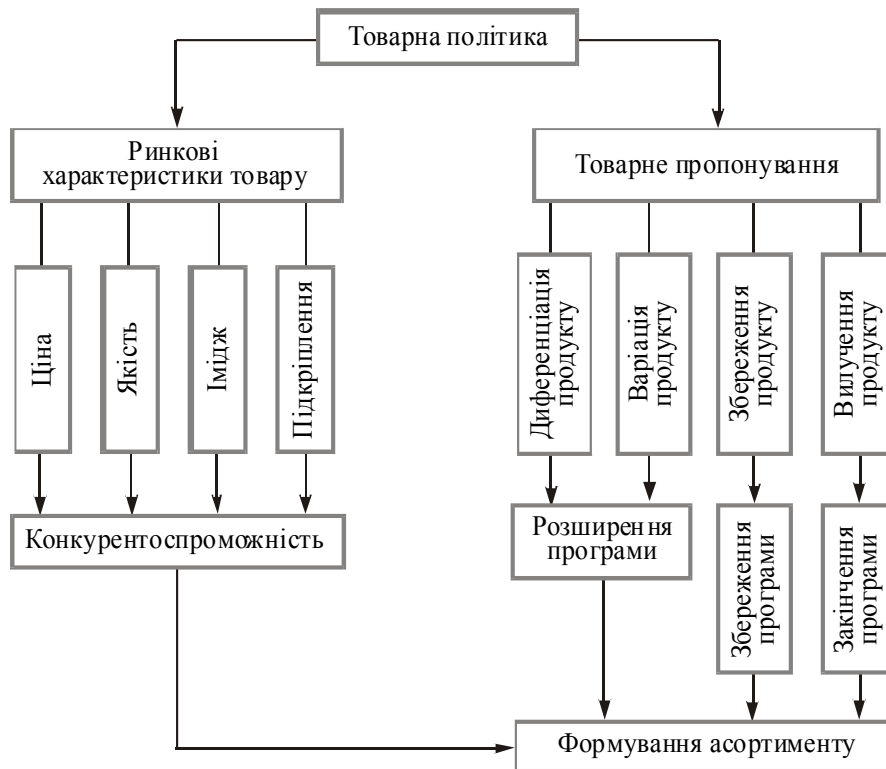 Товарна політика
Ринкові
характеристики товару
Товарне пропонування
Ціна
Якість
Імідж
Підкріплення
Диференціація
продукту
Варіація
продукту
Збереження
продукту
Вилучення
продукту
Конкурентоспроможність
Розширення
програми
Збереження
програми
Закінчення
програми
Формування асортименту